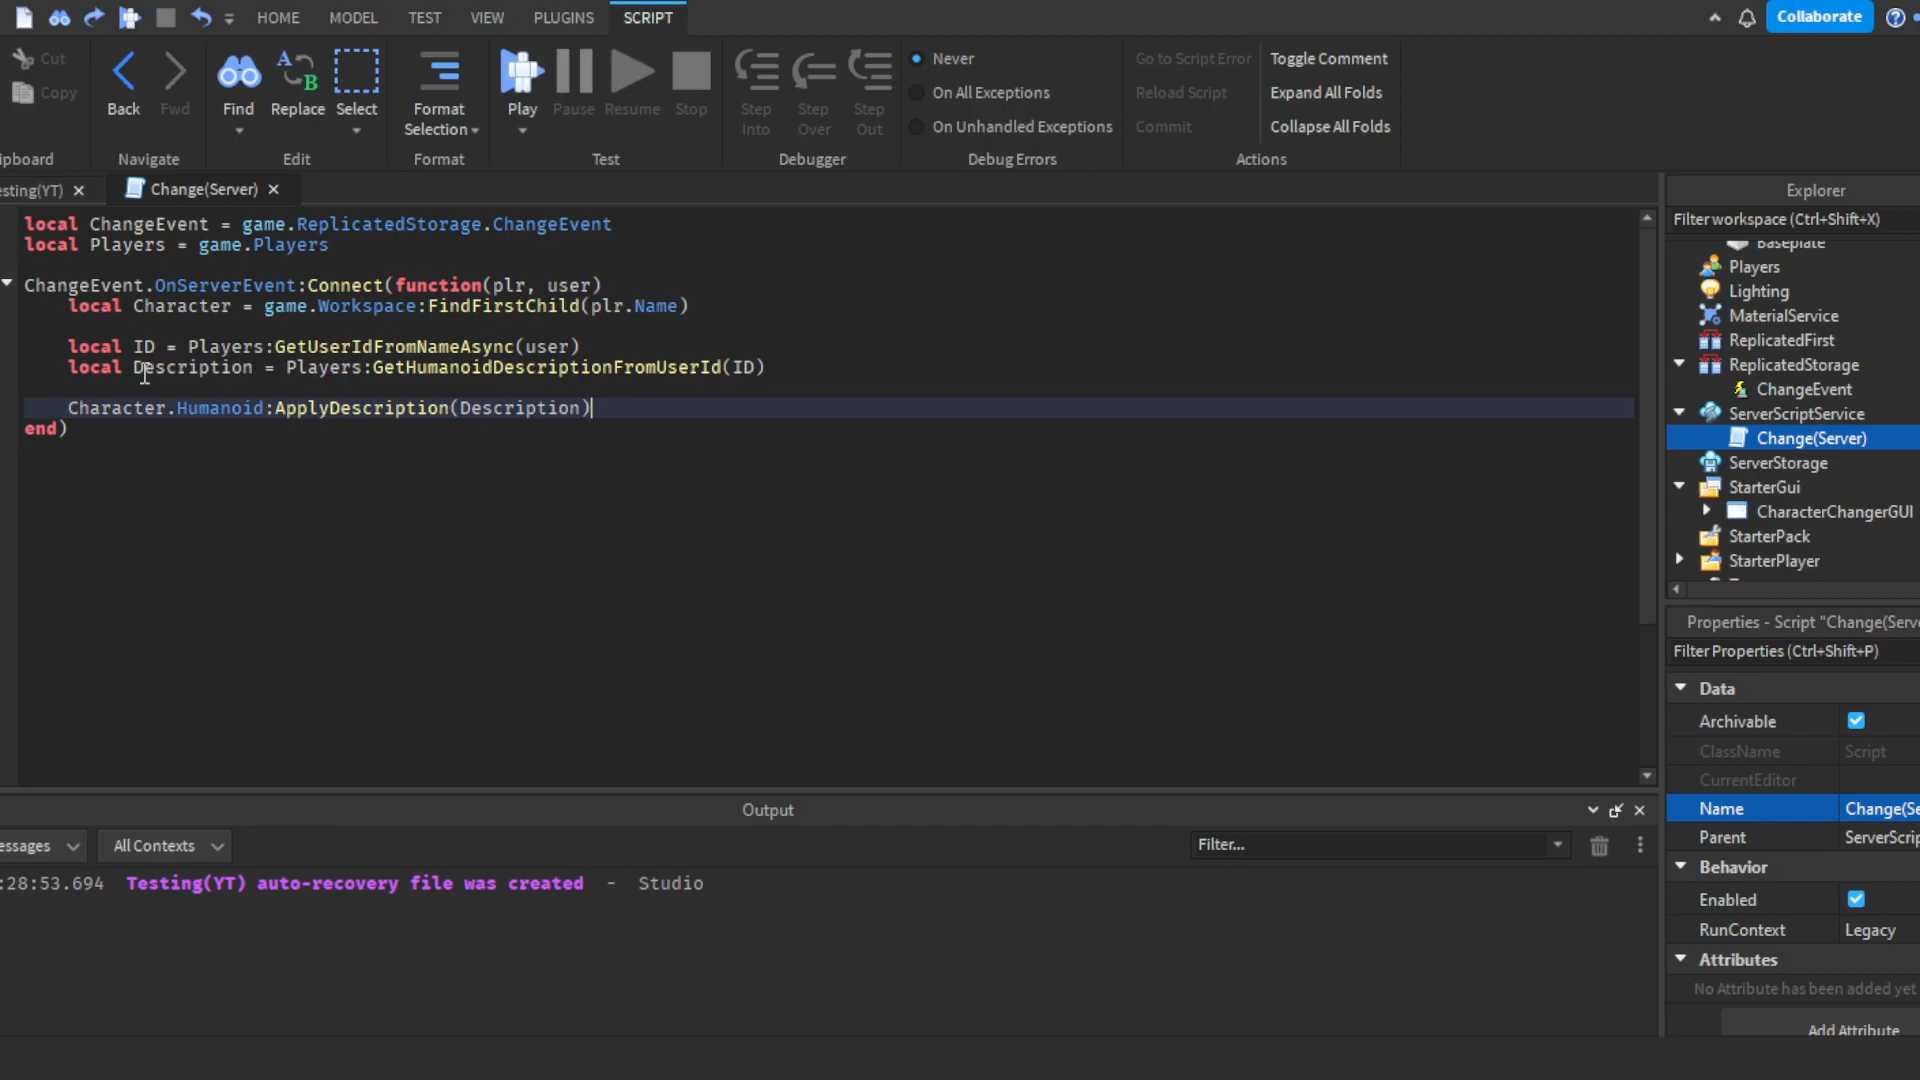 HOME MODEL TEST VIEW PLUGINS SCRIPT Collaborate
Cut
Copy
Back Fwd
Find Replace Select
Format Selection
Play Pause Resume Stop
Step Into Step Over Step Out
Never
On All Exceptions
On Unhandled Exceptions
Go to Script Error
Reload Script
Commit
Toggle Comment
Expand All Folds
Collapse All Folds
ipboard Navigate Edit Format Test Debugger Debug Errors Actions
esting(YT) Change(Server)
local ChangeEvent = game.ReplicatedStorage.ChangeEvent
local Players = game.Players
ChangeEvent.OnServerEvent:Connect(function(plr, user)
local Character = game.Workspace:FindFirstChild(plr.Name)
local ID = Players:GetUserIdFromNameAsync(user)
local Description = Players:GetHumanoidDescriptionFromUserId(ID)
Character.Humanoid:ApplyDescription(Description)
end)
Explorer
Filter workspace (Ctrl+Shift+X)
Baseplate
Players
Lighting
MaterialService
ReplicatedFirst
ReplicatedStorage
ChangeEvent
ServerScriptService
Change(Server)
ServerStorage
StarterGui
CharacterChangerGUI
StarterPack
StarterPlayer
Properties - Script "Change(Serve
Filter Properties (Ctrl+Shift+P)
Data
Archivable
ClassName Script
CurrentEditor
Name Change(Se
Parent ServerScrip
Behavior
Enabled
RunContext Legacy
Attributes
No Attribute has been added yet
Add Attribute
Output
essages All Contexts Filter...
:28:53.694 Testing(YT) auto-recovery file was created - Studio